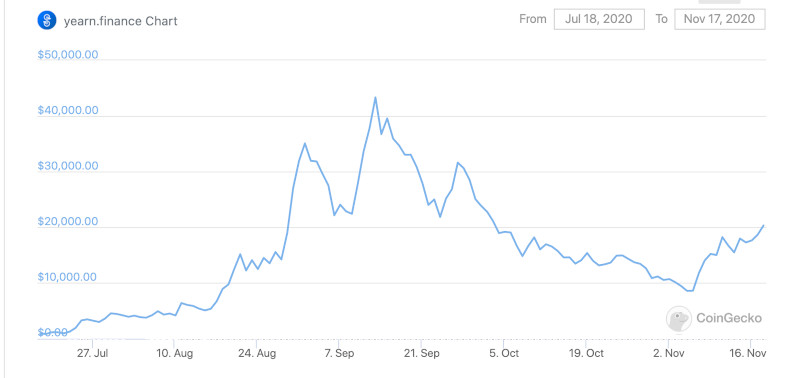 yearn.finance Chart
From Jul 18, 2020 To Nov 17, 2020
$50,000.00
$40,000.00
$30,000.00
$20,000.00
$10,000.00
$0.00
CoinGecko
27. Jul 10. Aug 24. Aug 7. Sep 21. Sep 5. Oct 19. Oct 2. Nov 16. Nov